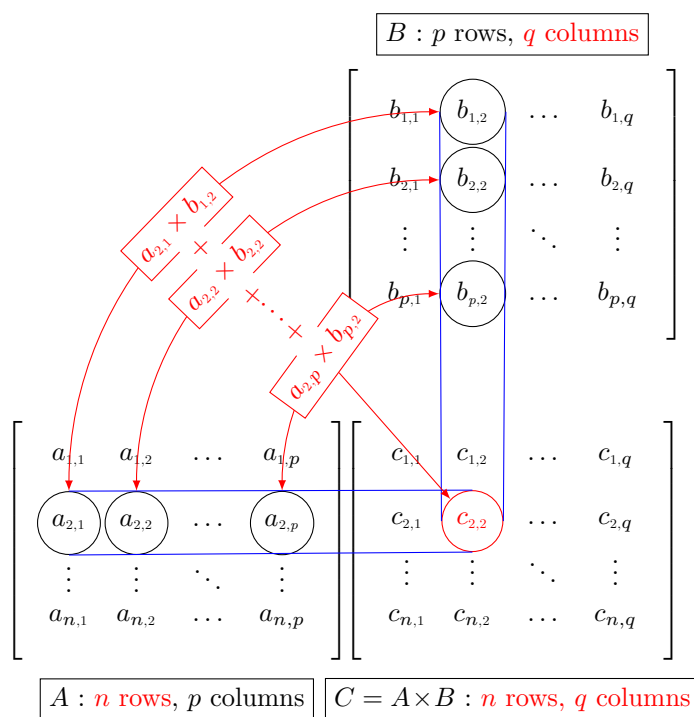 B : p rows, q columns
b1,1 b1,2 … b1,q
b2,1 b2,2 … b2,q
⋮ ⋮ ⋱ ⋮
bp,1 bp,2 … bp,q
a2,1 × b1,2
+
a2,2 × b2,2
+ ⋯ +
a2,p × bp,2
a1,1 a1,2 … a1,p
a2,1 a2,2 … a2,p
⋮ ⋮ ⋱ ⋮
an,1 an,2 … an,p
c1,1 c1,2 … c1,q
c2,1 c2,2 … c2,q
⋮ ⋮ ⋱ ⋮
cn,1 cn,2 … cn,q
A : n rows, p columns
C = A×B : n rows, q columns